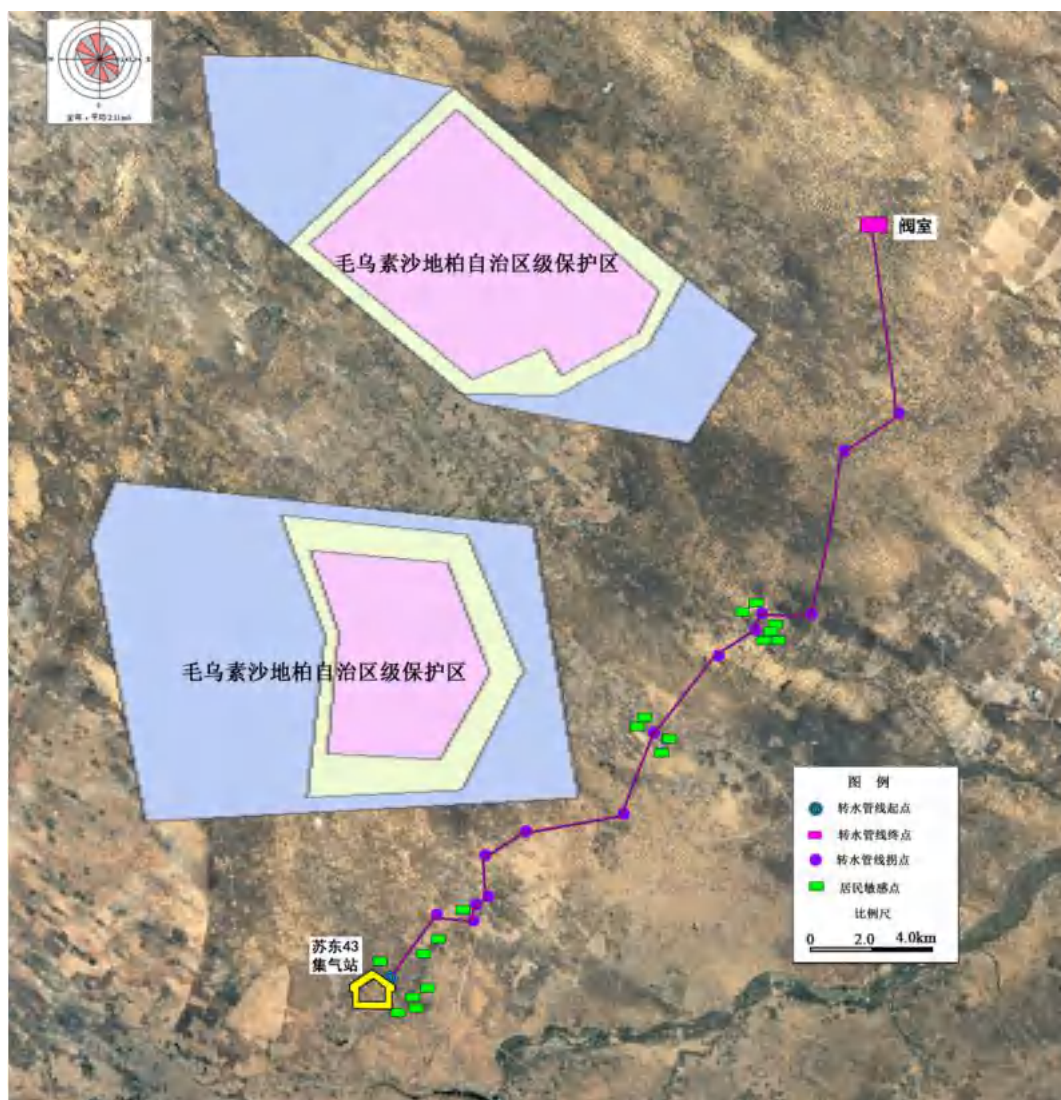 阀室
毛乌素沙地柏自治区级保护区
毛乌素沙地柏自治区级保护区
图 例
转水管线起点
转水管线终点
转水管线拐点
居民敏感点
比例尺
0 2.0 4.0km
苏东43
集气站